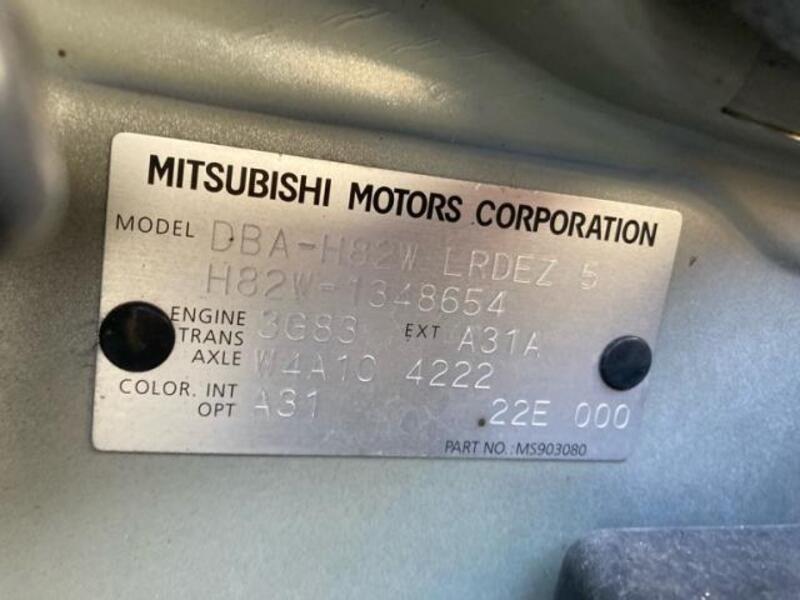 MITSUBISHI MOTORS CORPORATION
MODEL DBA-H82W LRDEZ 5
H82W-1348654
ENGINE 3G83 EXT A31A
TRANS
AXLE W4A1C 4222
COLOR. INT A31 22E 000
OPT
PART NO.: MS903080